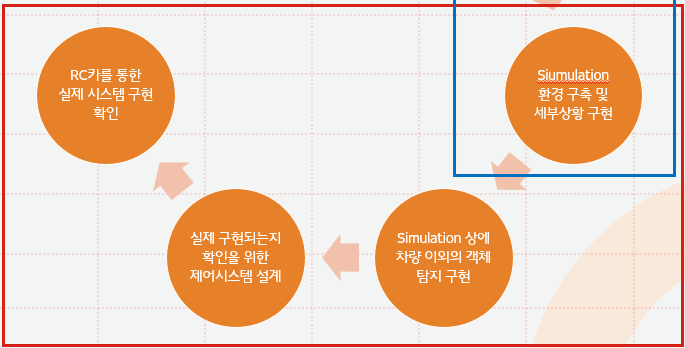 RC카를 통한
실제 시스템 구현
확인
Siumulation
환경 구축 및
세부상황 구현
실제 구현되는지
확인을 위한
제어시스템 설계
Simulation 상에
차량 이외의 객체
탐지 구현